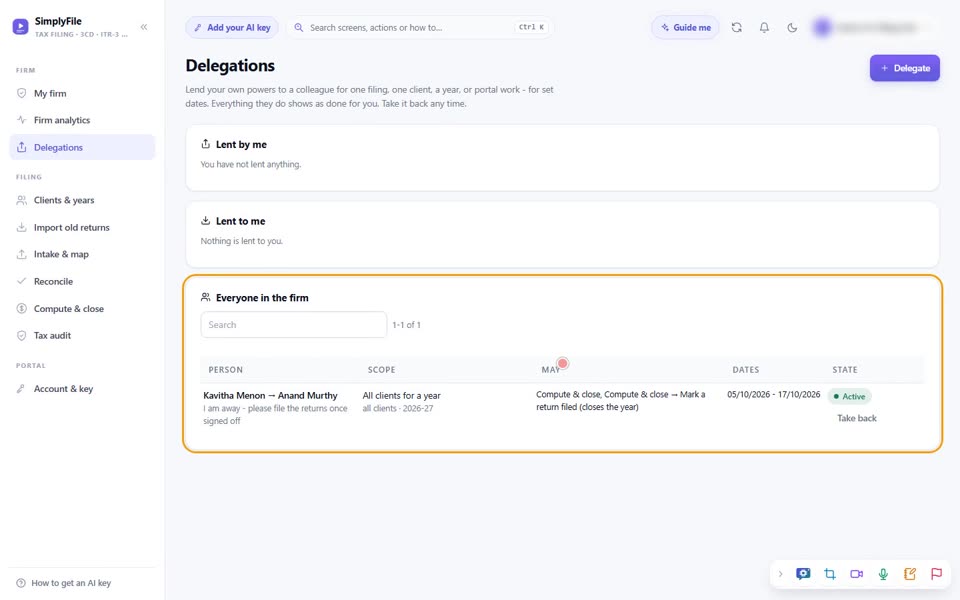 SimplyFile
TAX FILING · 3CD · ITR-3 ...
FIRM
My firm
Firm analytics
Delegations
FILING
Clients & years
Import old returns
Intake & map
Reconcile
Compute & close
Tax audit
PORTAL
Account & key
How to get an AI key
Add your AI key
Search screens, actions or how to...
Ctrl K
Guide me
Delegations
Delegate
Lend your own powers to a colleague for one filing, one client, a year, or portal work - for set
dates. Everything they do shows as done for you. Take it back any time.
Lent by me
You have not lent anything.
Lent to me
Nothing is lent to you.
Everyone in the firm
Search
1-1 of 1
PERSON SCOPE MAY DATES STATE
Kavitha Menon → Anand Murthy
I am away - please file the returns once
signed off
All clients for a year
all clients · 2026-27
Compute & close, Compute & close → Mark a
return filed (closes the year)
05/10/2026 - 17/10/2026
Active
Take back